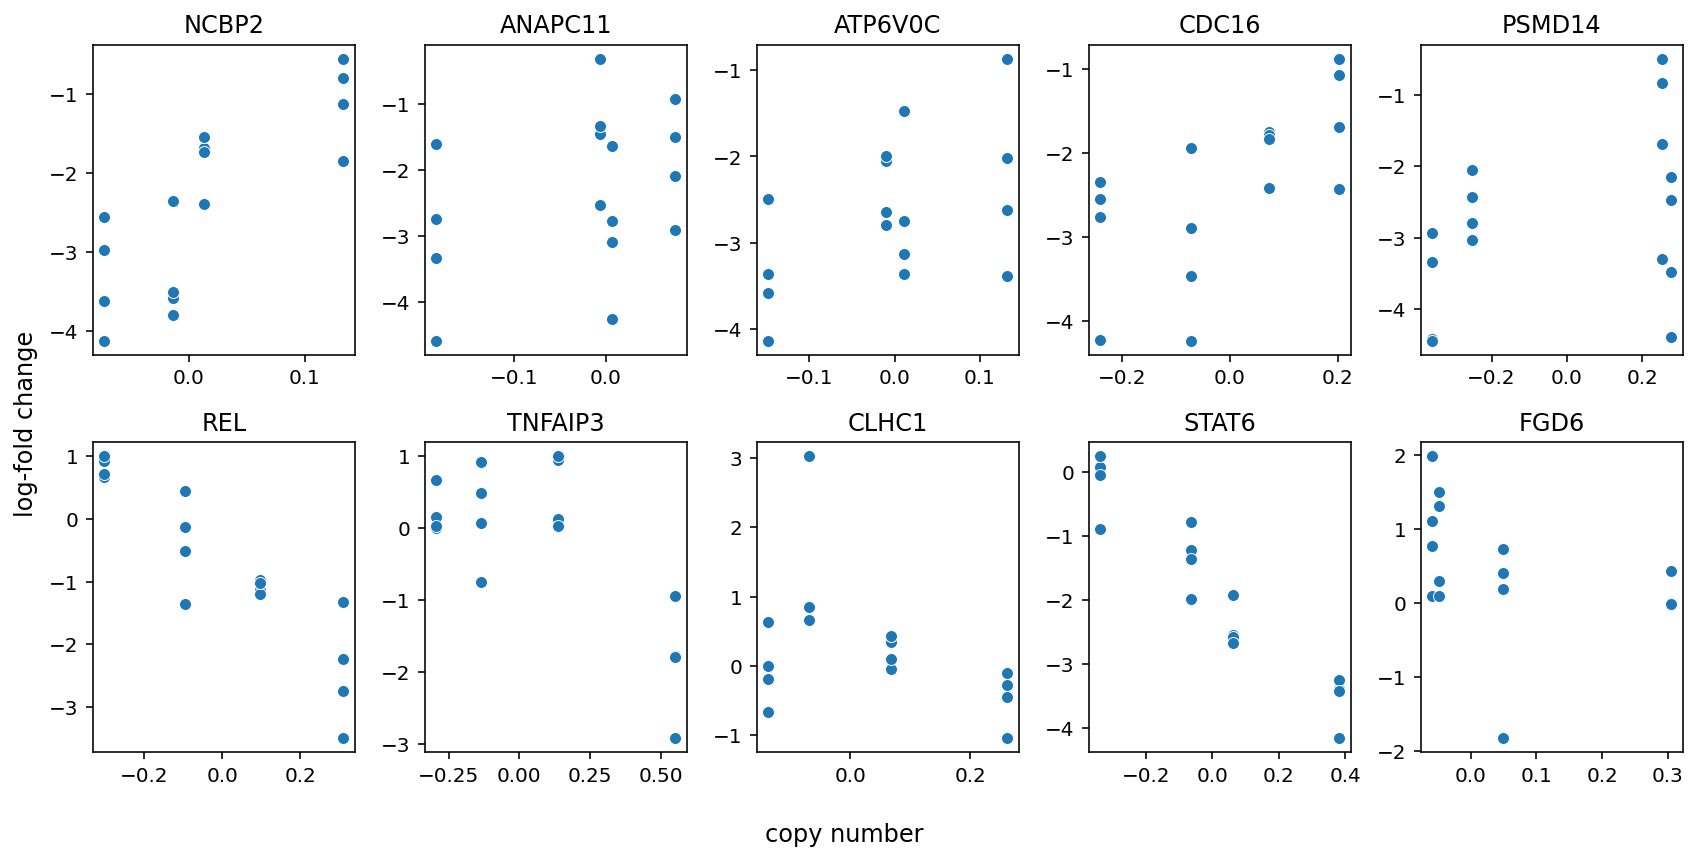 NCBP2 ANAPC11 ATP6V0C CDC16 PSMD14
−1 −2 −3 −4
0.0 0.1
−1 −2 −3 −4
−0.1 0.0
−1 −2 −3 −4
−0.1 0.0 0.1
−1 −2 −3 −4
−0.2 0.0 0.2
−1 −2 −3 −4
−0.2 0.0 0.2
log-fold change
REL TNFAIP3 CLHC1 STAT6 FGD6
1 0 −1 −2 −3
−0.2 0.0 0.2
1 0 −1 −2 −3
−0.25 0.00 0.25 0.50
3 2 1 0 −1
0.0 0.2
0 −1 −2 −3 −4
−0.2 0.0 0.2 0.4
2 1 0 −1 −2
0.0 0.1 0.2 0.3
copy number